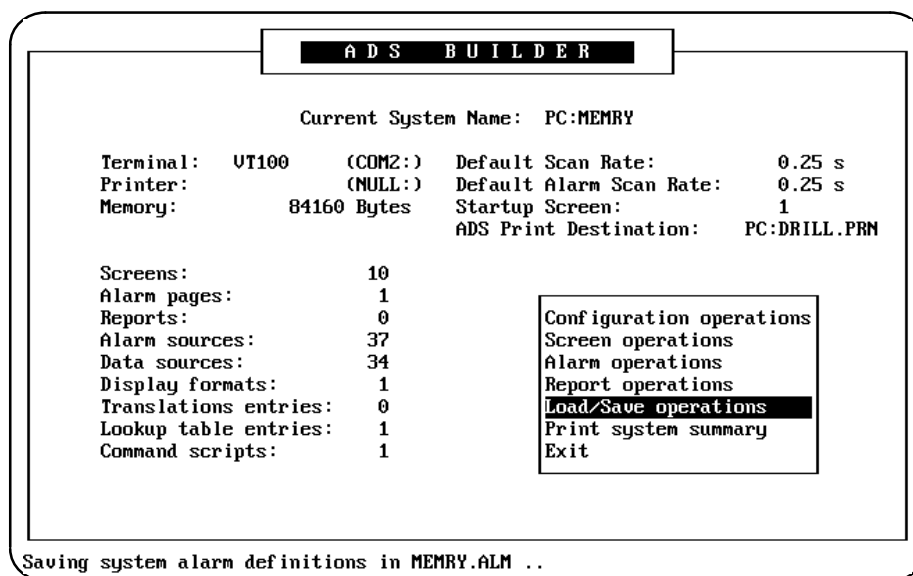 ADS BUILDER
Current System Name: PC:MEMRY
Terminal: VT100 (COM2:) Default Scan Rate: 0.25 s
Printer: (NULL:) Default Alarm Scan Rate: 0.25 s
Memory: 84160 Bytes Startup Screen: 1
ADS Print Destination: PC:DRILL.PRN
Screens: 10
Alarm pages: 1
Reports: 0
Alarm sources: 37
Data sources: 34
Display formats: 1
Translations entries: 0
Lookup table entries: 1
Command scripts: 1
Configuration operations
Screen operations
Alarm operations
Report operations
Load/Save operations
Print system summary
Exit
Saving system alarm definitions in MEMRY.ALM ..